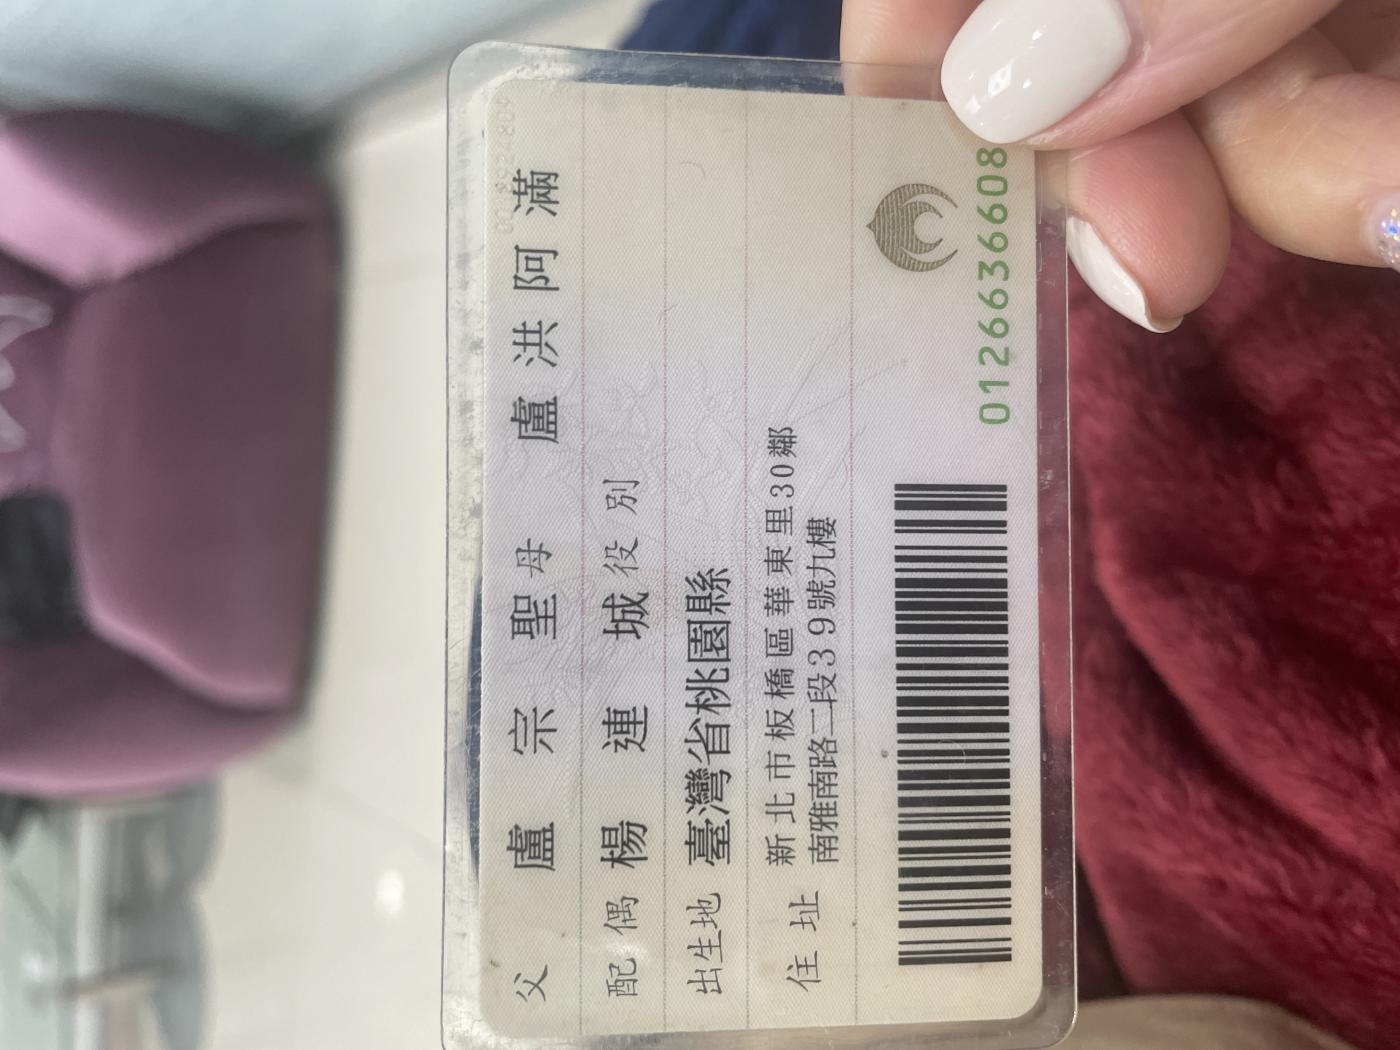 父 盧宗聖 母 盧洪阿滿
配偶 楊連城 役別
出生地 臺灣省桃園縣
住址 新北市板橋區華東里30鄰
南雅南路二段39號九樓
0126636608